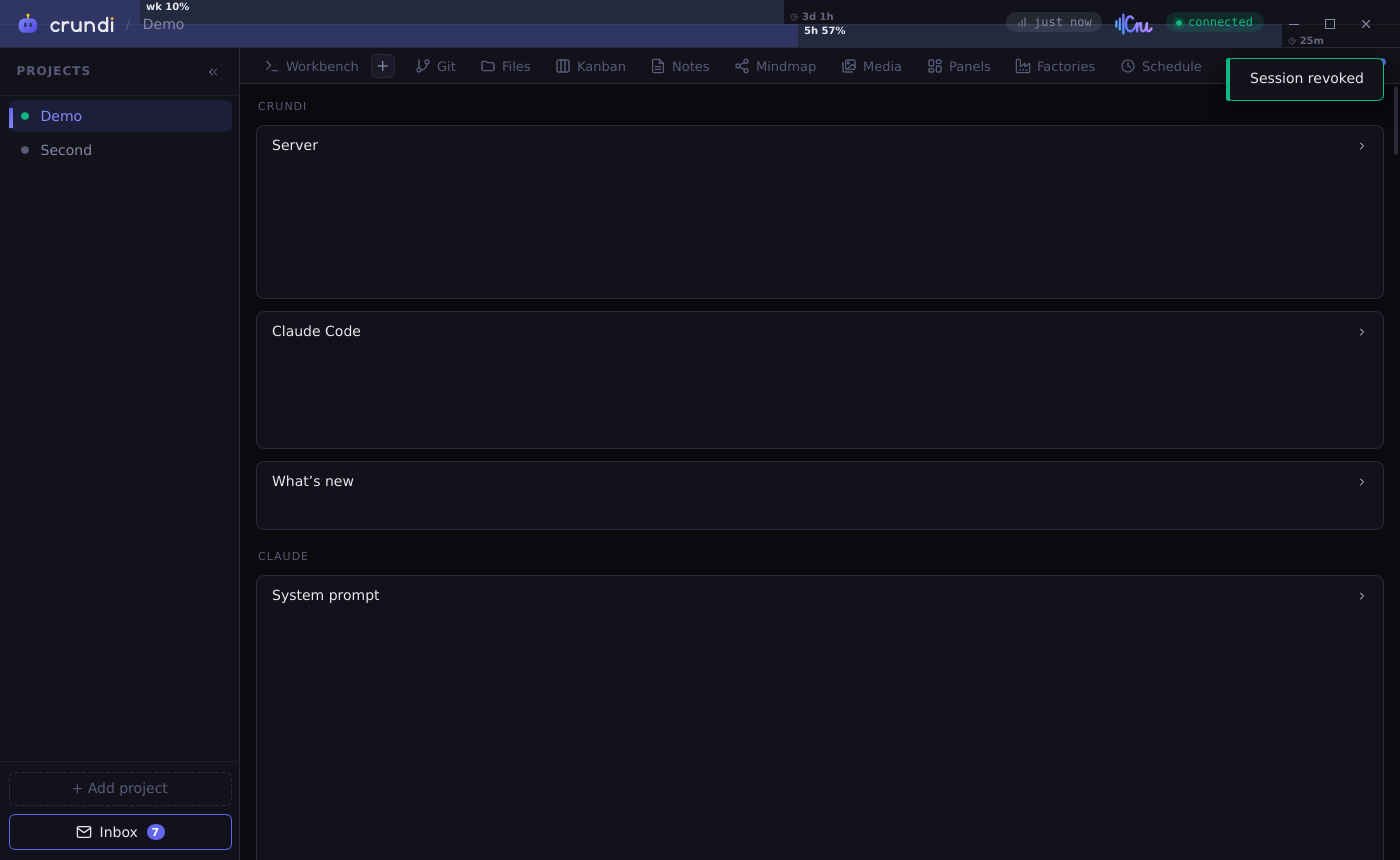 wk 10%
crundi / Demo
3d 1h
5h 57%
just now
Cru
connected
25m
PROJECTS
Demo
Second
+ Add project
Inbox 7
Workbench + Git Files Kanban Notes Mindmap Media Panels Factories Schedule
Session revoked
CRUNDI
Server
Claude Code
What’s new
CLAUDE
System prompt